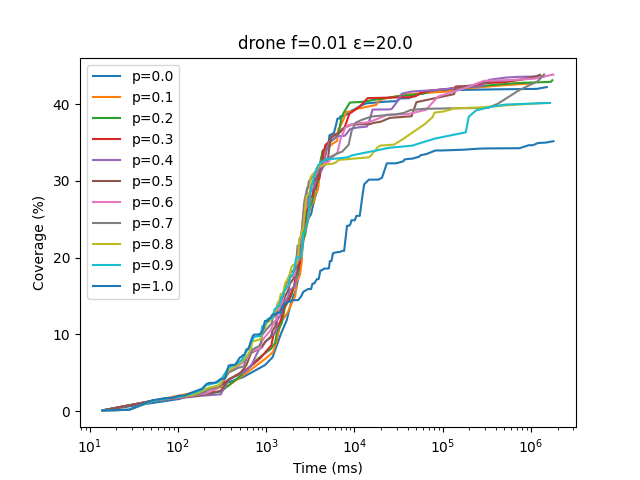 drone f=0.01 ε=20.0
Coverage (%)
40
30
20
10
0
p=0.0
p=0.1
p=0.2
p=0.3
p=0.4
p=0.5
p=0.6
p=0.7
p=0.8
p=0.9
p=1.0
10¹ 10² 10³ 10⁴ 10⁵ 10⁶
Time (ms)